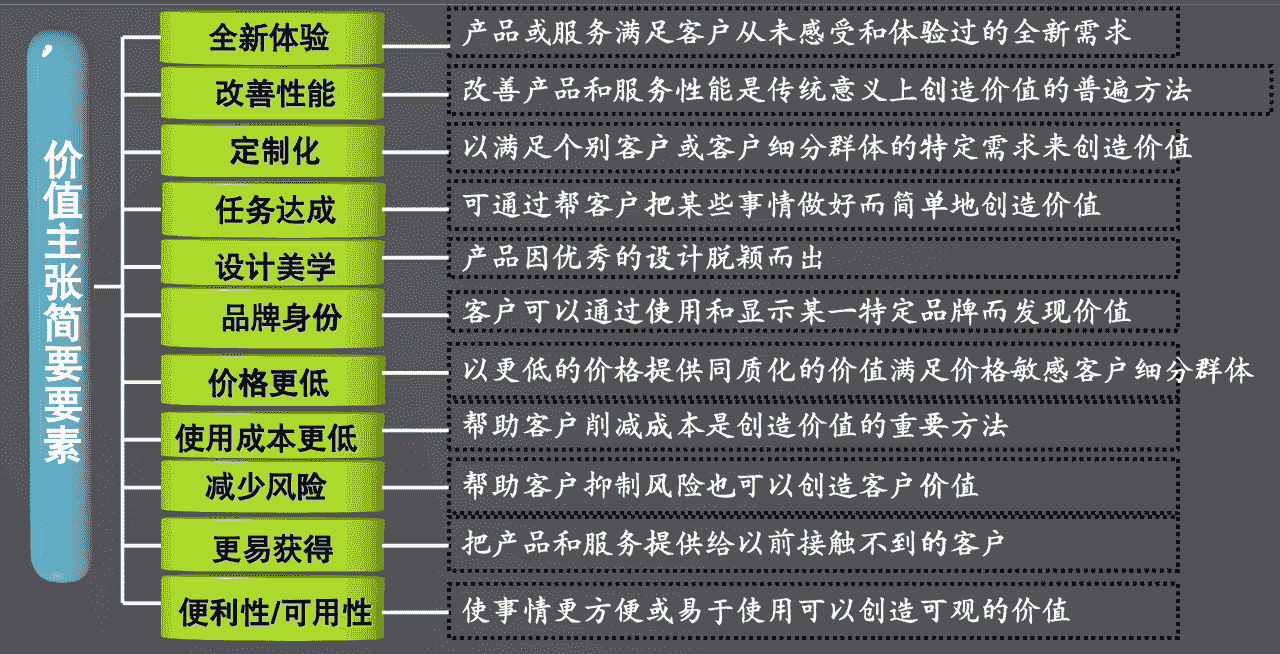 价值主张简要要素
全新体验
产品或服务满足客户从未感受和体验过的全新需求
改善性能
改善产品和服务性能是传统意义上创造价值的普遍方法
定制化
以满足个别客户或客户细分群体的特定需求来创造价值
任务达成
可通过帮客户把某些事情做好而简单地创造价值
设计美学
产品因优秀的设计脱颖而出
品牌身份
客户可以通过使用和显示某一特定品牌而发现价值
价格更低
以更低的价格提供同质化的价值满足价格敏感客户细分群体
使用成本更低
帮助客户削减成本是创造价值的重要方法
减少风险
帮助客户抑制风险也可以创造客户价值
更易获得
把产品和服务提供给以前接触不到的客户
便利性/可用性
使事情更方便或易于使用可以创造可观的价值